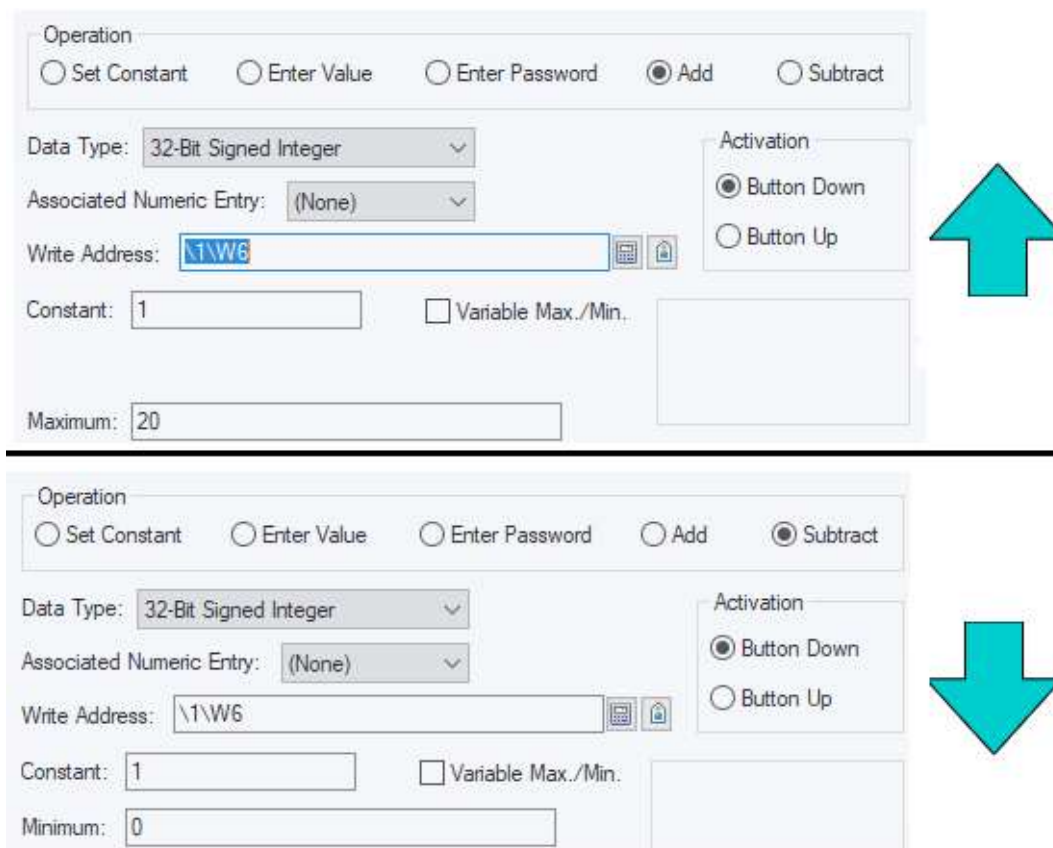 Operation
Set Constant Enter Value Enter Password Add Subtract
Data Type: 32-Bit Signed Integer
Activation
Associated Numeric Entry: (None)
Button Down
Write Address: \1\W6
Button Up
Constant: 1
Variable Max./Min.
Maximum: 20
Operation
Set Constant Enter Value Enter Password Add Subtract
Data Type: 32-Bit Signed Integer
Activation
Associated Numeric Entry: (None)
Button Down
Write Address: \1\W6
Button Up
Constant: 1
Variable Max./Min.
Minimum: 0